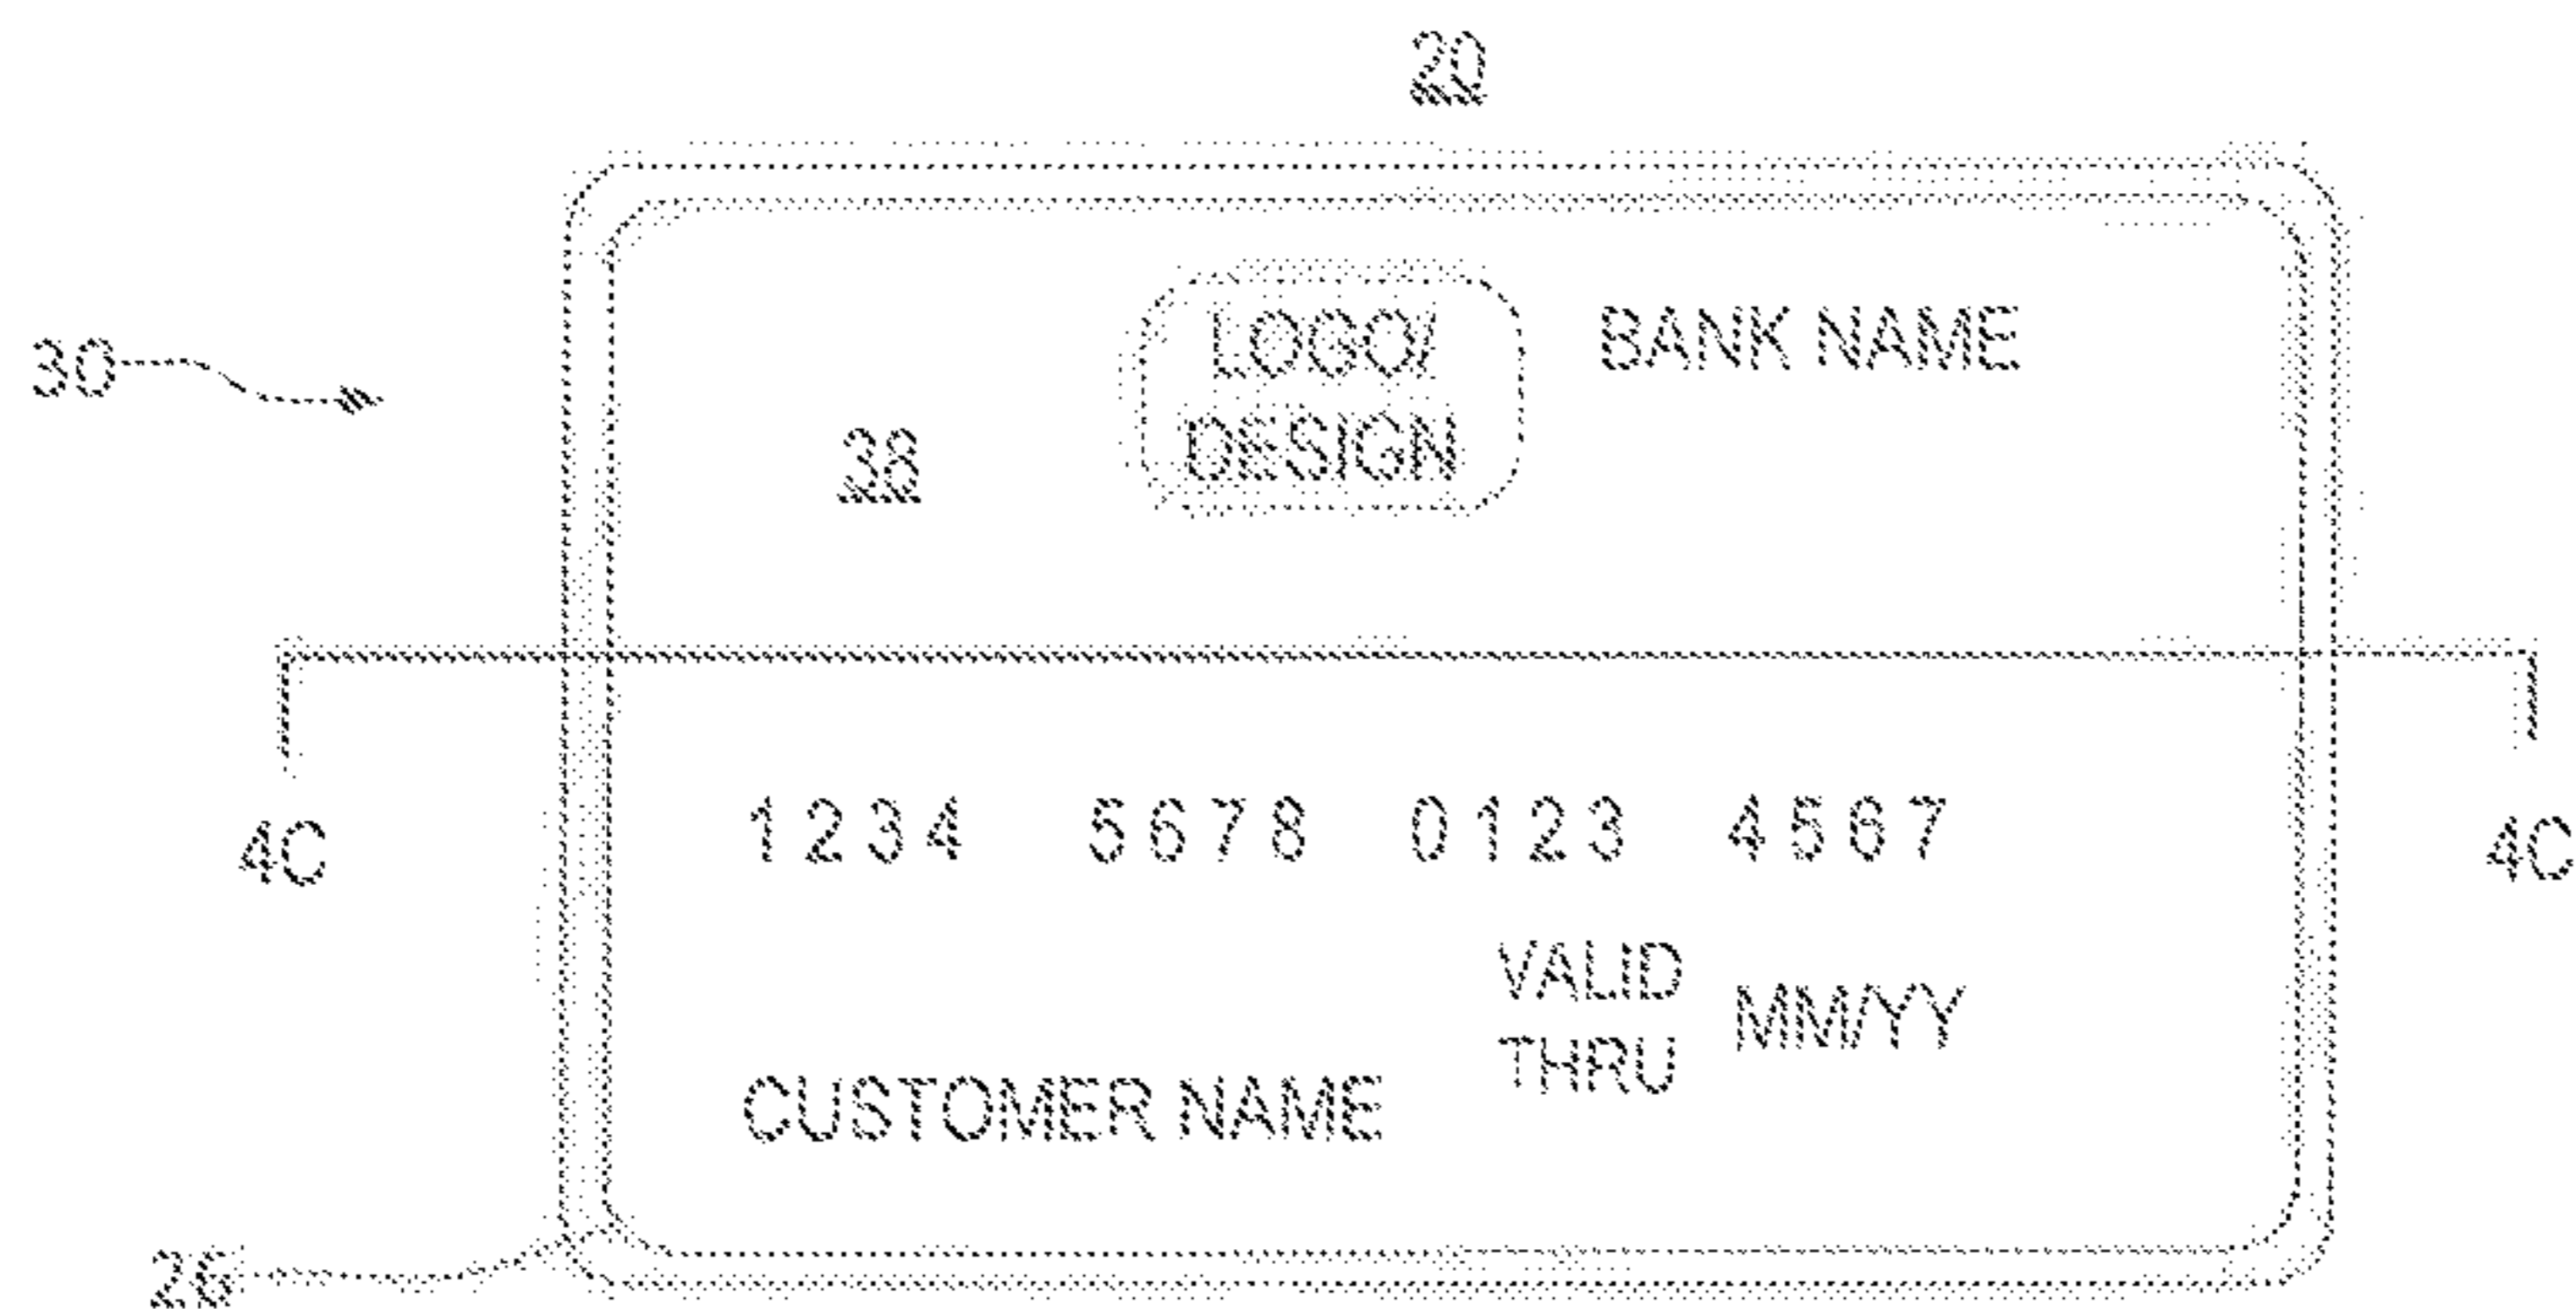 20
30
LOGO/ BANK NAME
DESIGN
38
1234 5678 0123 4567
4C 4C
VALID
THRU MM/YY
CUSTOMER NAME
26